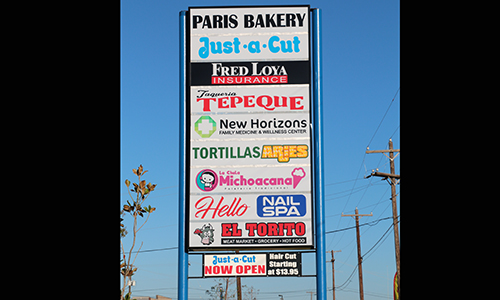 PARIS BAKERY
Just-a-Cut
FRED LOYA
INSURANCE
Taqueria
TEPEQUE
New Horizons
FAMILY MEDICINE & WELLNESS CENTER
TORTILLAS ARIES
La Chula
Michoacana
Paleteria Tradicional
Hello NAIL
SPA
EL TORITO
MEAT MARKET • GROCERY • HOT FOOD
Just-a-Cut
NOW OPEN
Hair Cut
Starting
at $13.95